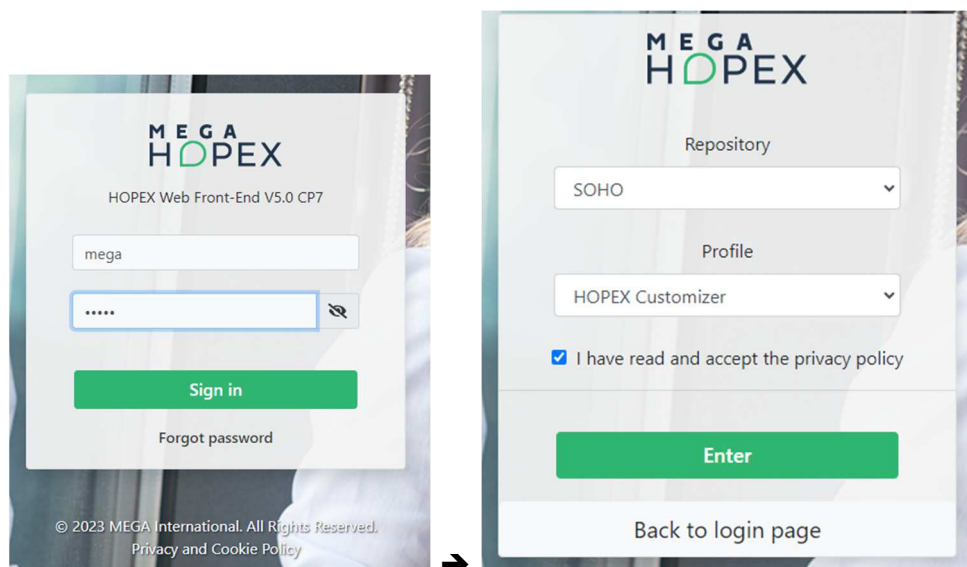 MEGA
HOPEX
HOPEX Web Front-End V5.0 CP7
mega
•••••
Sign in
Forgot password
© 2023 MEGA International. All Rights Reserved.
Privacy and Cookie Policy
➔
MEGA
HOPEX
Repository
SOHO
Profile
HOPEX Customizer
I have read and accept the privacy policy
Enter
Back to login page